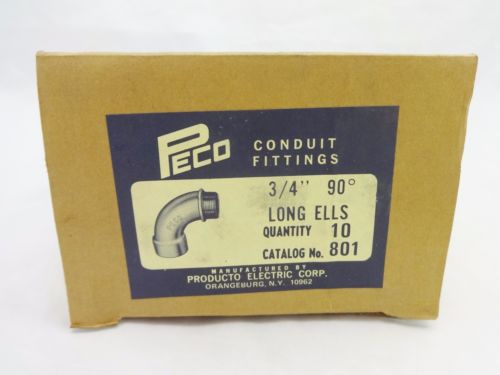 PECO
CONDUIT
FITTINGS
3/4" 90°
LONG ELLS
QUANTITY 10
CATALOG No. 801
PECO
MANUFACTURED BY
PRODUCTO ELECTRIC CORP.
ORANGEBURG, N.Y. 10962